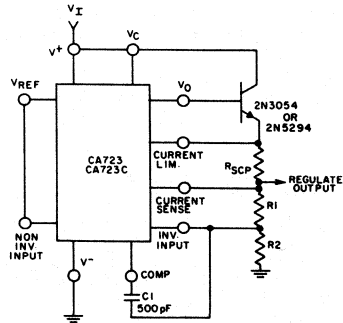 VI
V+
VC
VREF
VO
2N3054
OR
2N5294
CA723
CA723C
CURRENT
LIM.
RSCP
REGULATE
OUTPUT
CURRENT
SENSE
R1
NON
INV.
INPUT
INV.
INPUT
R2
V-
COMP
C1
500pF